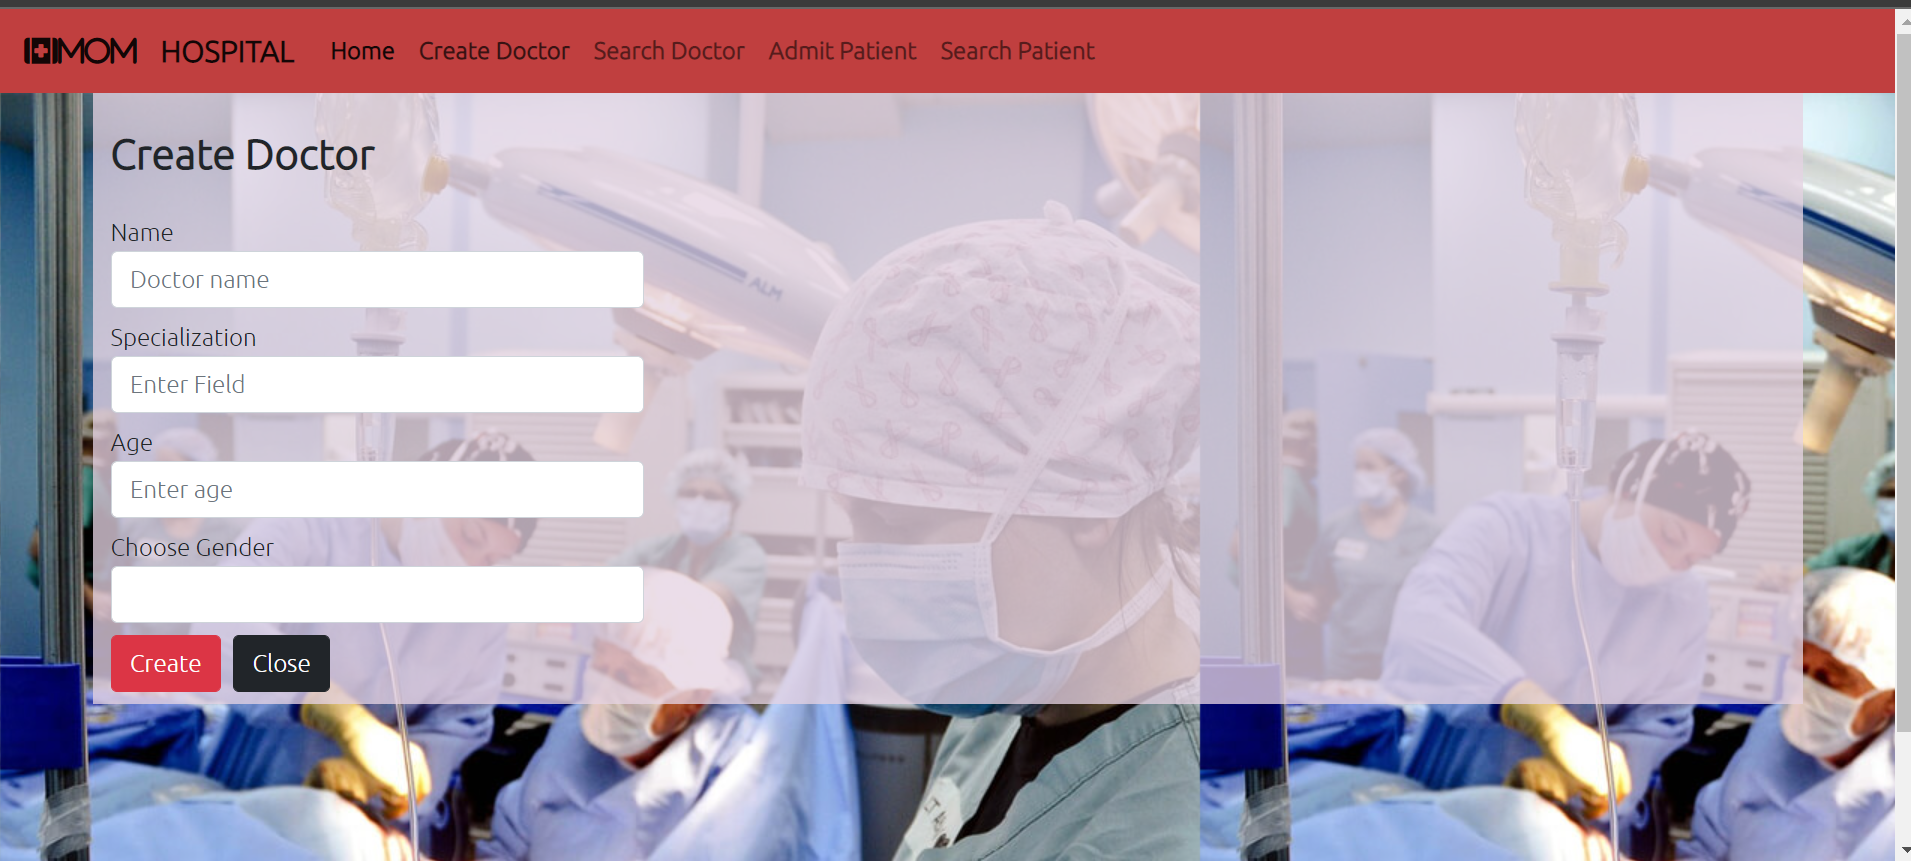 MOM HOSPITAL Home Create Doctor Search Doctor Admit Patient Search Patient
Create Doctor
Name
Doctor name
ALM
Specialization
Enter Field
Age
Enter age
Choose Gender
Create Close